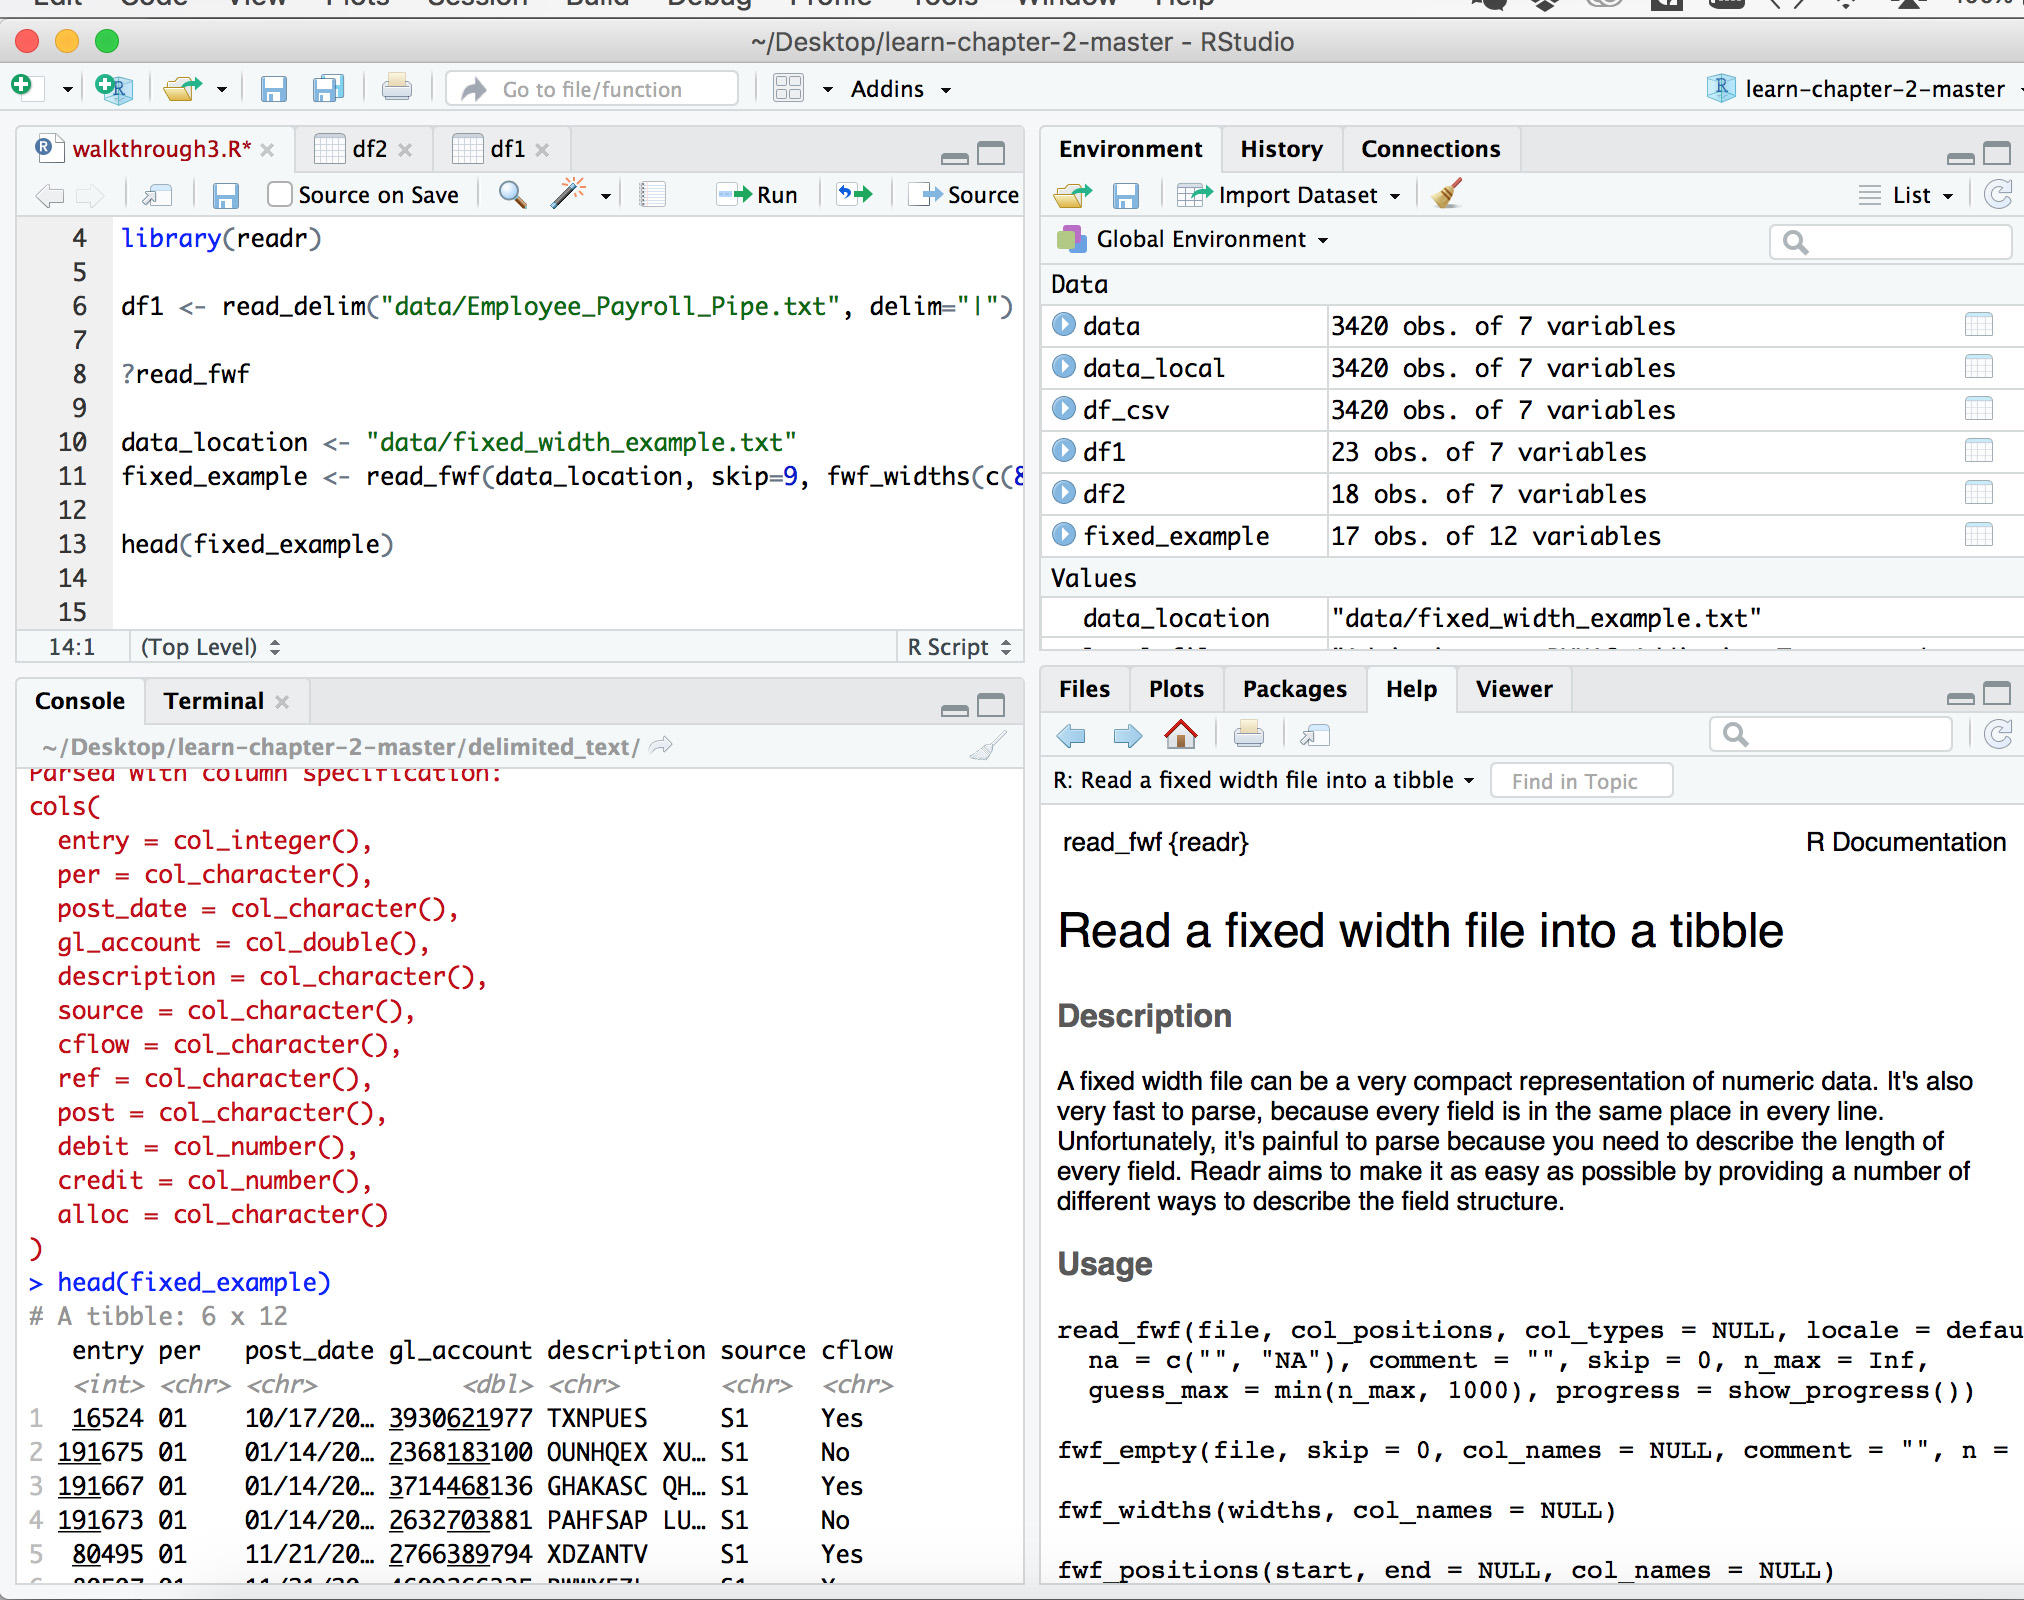 Edit Code View Plots Session Build Debug Profile Tools Window Help
~/Desktop/learn-chapter-2-master - RStudio
Go to file/function Addins learn-chapter-2-master
walkthrough3.R* df2 df1
Source on Save Run Source
4 library(readr)
5
6 df1 <- read_delim("data/Employee_Payroll_Pipe.txt", delim="|")
7
8 ?read_fwf
9
10 data_location <- "data/fixed_width_example.txt"
11 fixed_example <- read_fwf(data_location, skip=9, fwf_widths(c(8
12
13 head(fixed_example)
14
15
14:1 (Top Level) R Script
Console Terminal
~/Desktop/learn-chapter-2-master/delimited_text/
Parsed with column specification:
cols(
  entry = col_integer(),
  per = col_character(),
  post_date = col_character(),
  gl_account = col_double(),
  description = col_character(),
  source = col_character(),
  cflow = col_character(),
  ref = col_character(),
  post = col_character(),
  debit = col_number(),
  credit = col_number(),
  alloc = col_character()
)
> head(fixed_example)
# A tibble: 6 x 12
   entry per   post_date gl_account description source cflow
   <int> <chr> <chr>          <dbl> <chr>       <chr>  <chr>
1  16524 01    10/17/20… 3930621977 TXNPUES     S1     Yes
2 191675 01    01/14/20… 2368183100 OUNHQEX XU… S1     No
3 191667 01    01/14/20… 3714468136 GHAKASC QH… S1     Yes
4 191673 01    01/14/20… 2632703881 PAHFSAP LU… S1     No
5  80495 01    11/21/20… 2766389794 XDZANTV     S1     Yes
Environment History Connections
Import Dataset List
Global Environment
Data
data 3420 obs. of 7 variables
data_local 3420 obs. of 7 variables
df_csv 3420 obs. of 7 variables
df1 23 obs. of 7 variables
df2 18 obs. of 7 variables
fixed_example 17 obs. of 12 variables
Values
data_location "data/fixed_width_example.txt"
Files Plots Packages Help Viewer
R: Read a fixed width file into a tibble Find in Topic
read_fwf {readr} R Documentation
Read a fixed width file into a tibble
Description
A fixed width file can be a very compact representation of numeric data. It's also
very fast to parse, because every field is in the same place in every line.
Unfortunately, it's painful to parse because you need to describe the length of
every field. Readr aims to make it as easy as possible by providing a number of
different ways to describe the field structure.
Usage
read_fwf(file, col_positions, col_types = NULL, locale = defau
  na = c("", "NA"), comment = "", skip = 0, n_max = Inf,
  guess_max = min(n_max, 1000), progress = show_progress())
fwf_empty(file, skip = 0, col_names = NULL, comment = "", n =
fwf_widths(widths, col_names = NULL)
fwf_positions(start, end = NULL, col_names = NULL)